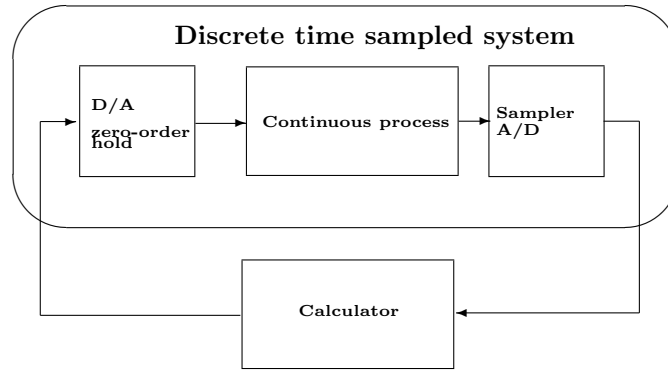 Discrete time sampled system
D/A
zero-order
hold
Continuous process
Sampler
A/D
Calculator